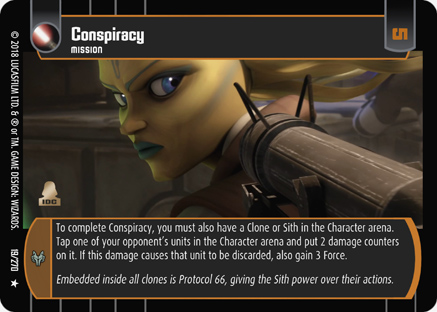 Conspiracy
MISSION
5
© 2018 LUCASFILM LTD. & ® or TM. GAME DESIGN: WIZARDS.
IDC
To complete Conspiracy, you must also have a Clone or Sith in the Character arena.
Tap one of your opponent's units in the Character arena and put 2 damage counters
on it. If this damage causes that unit to be discarded, also gain 3 Force.
Embedded inside all clones is Protocol 66, giving the Sith power over their actions.